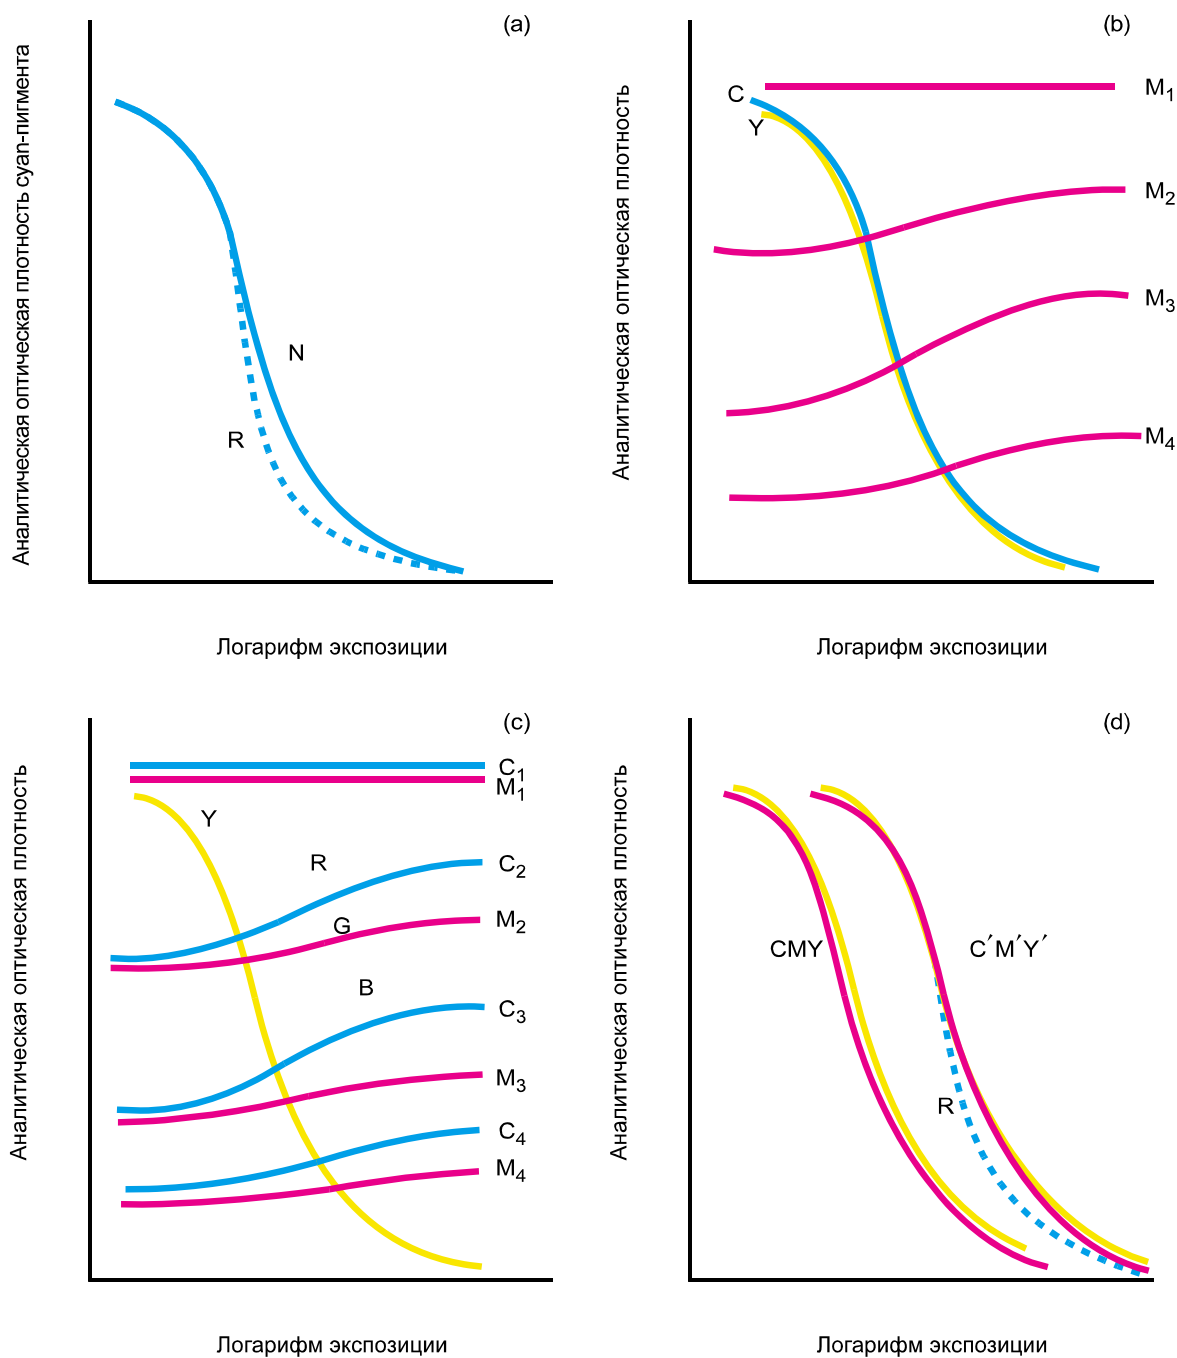 (a)
Аналитическая оптическая плотность cyan-пигмента
N
R
Логарифм экспозиции
(b)
Аналитическая оптическая плотность
C
Y
M1
M2
M3
M4
Логарифм экспозиции
(c)
Аналитическая оптическая плотность
C1
M1
Y
R
C2
G
M2
B
C3
M3
C4
M4
Логарифм экспозиции
(d)
Аналитическая оптическая плотность
CMY
C′M′Y′
R
Логарифм экспозиции